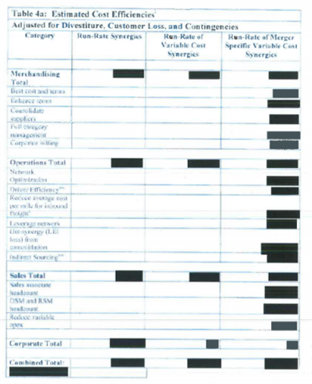 Table 4a: Estimated Cost Efficiencies
Adjusted for Divestiture, Customer Loss, and Contingencies
Category Run-Rate Synergies Run-Rate of Run-Rate of Merger
Variable Cost Specific Variable Cost
Synergies Synergies
Merchandising
Total
Best cost and terms
Enhance
Consolidate
suppliers
Full category
management
Corporate
Operations Total
Network
Optimization
Driver Efficiency**
Reduce average cost
per mile for inbound
freight
Leverage network
synergy
from
consolidation
Indirect Sourcing**
Sales Total
Sales associate
headcount
DSM and RSM
headcount
Reduce variable
opex
Corporate Total
Combined Total: